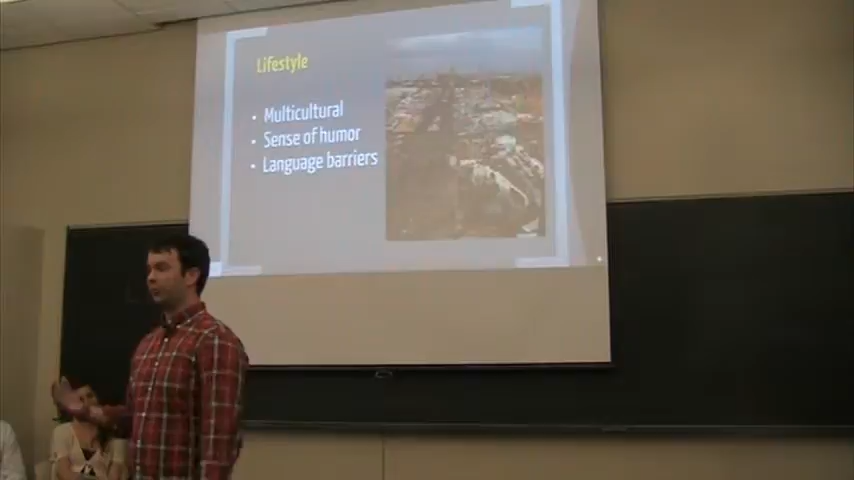 Lifestyle
• Multicultural
• Sense of humor
• Language barriers